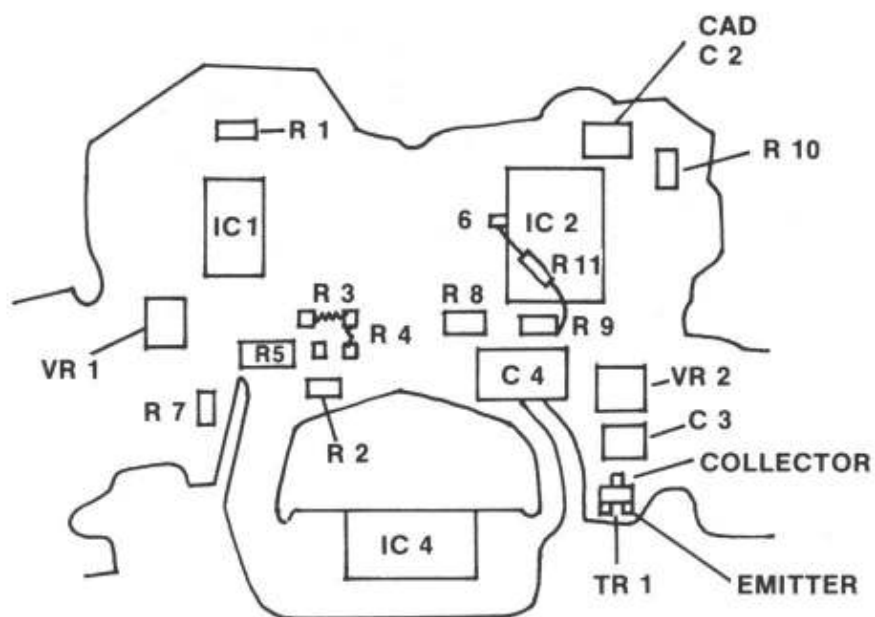 CAD
C 2
R 1
R 10
IC 1
6
IC 2
R 11
R 3
R 8
R 9
R 4
VR 1
R5
C 4
VR 2
R 7
R 2
C 3
COLLECTOR
IC 4
TR 1
EMITTER